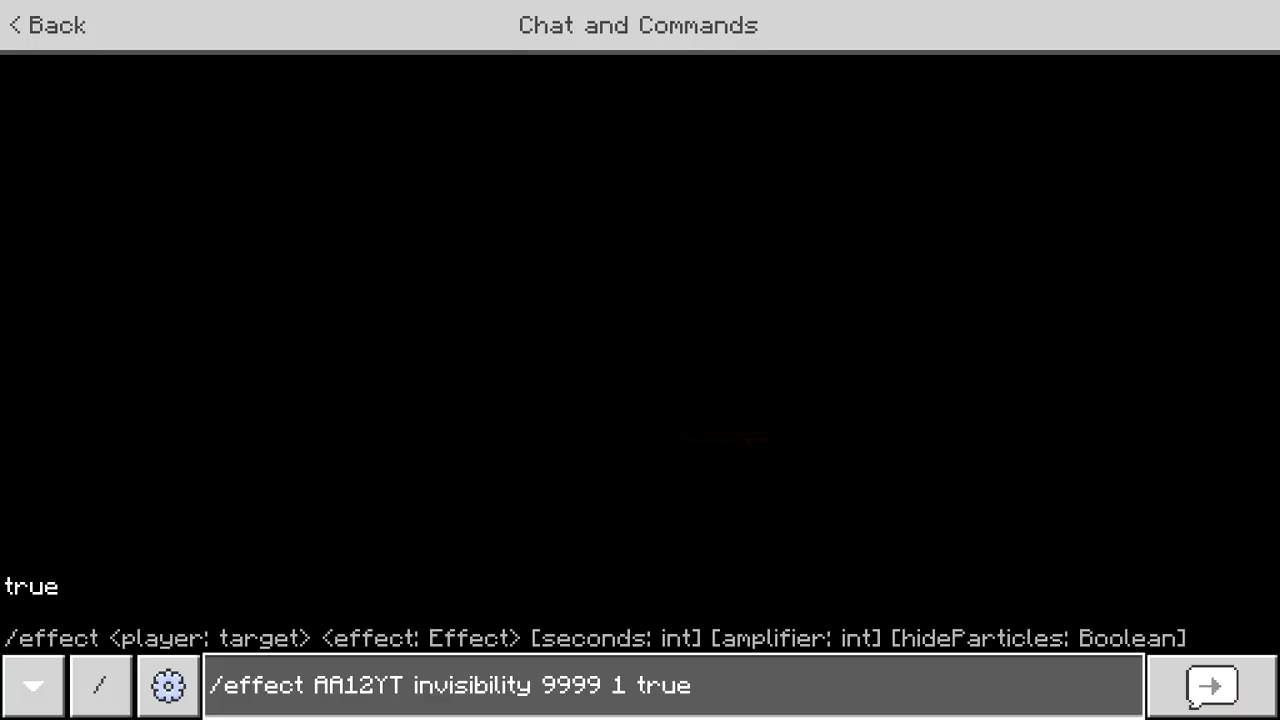 < Back
Chat and Commands
true
/effect <player: target> <effect: Effect> [seconds: int] [amplifier: int] [hideParticles: Boolean]
/
/effect AA12YT invisibility 9999 1 true